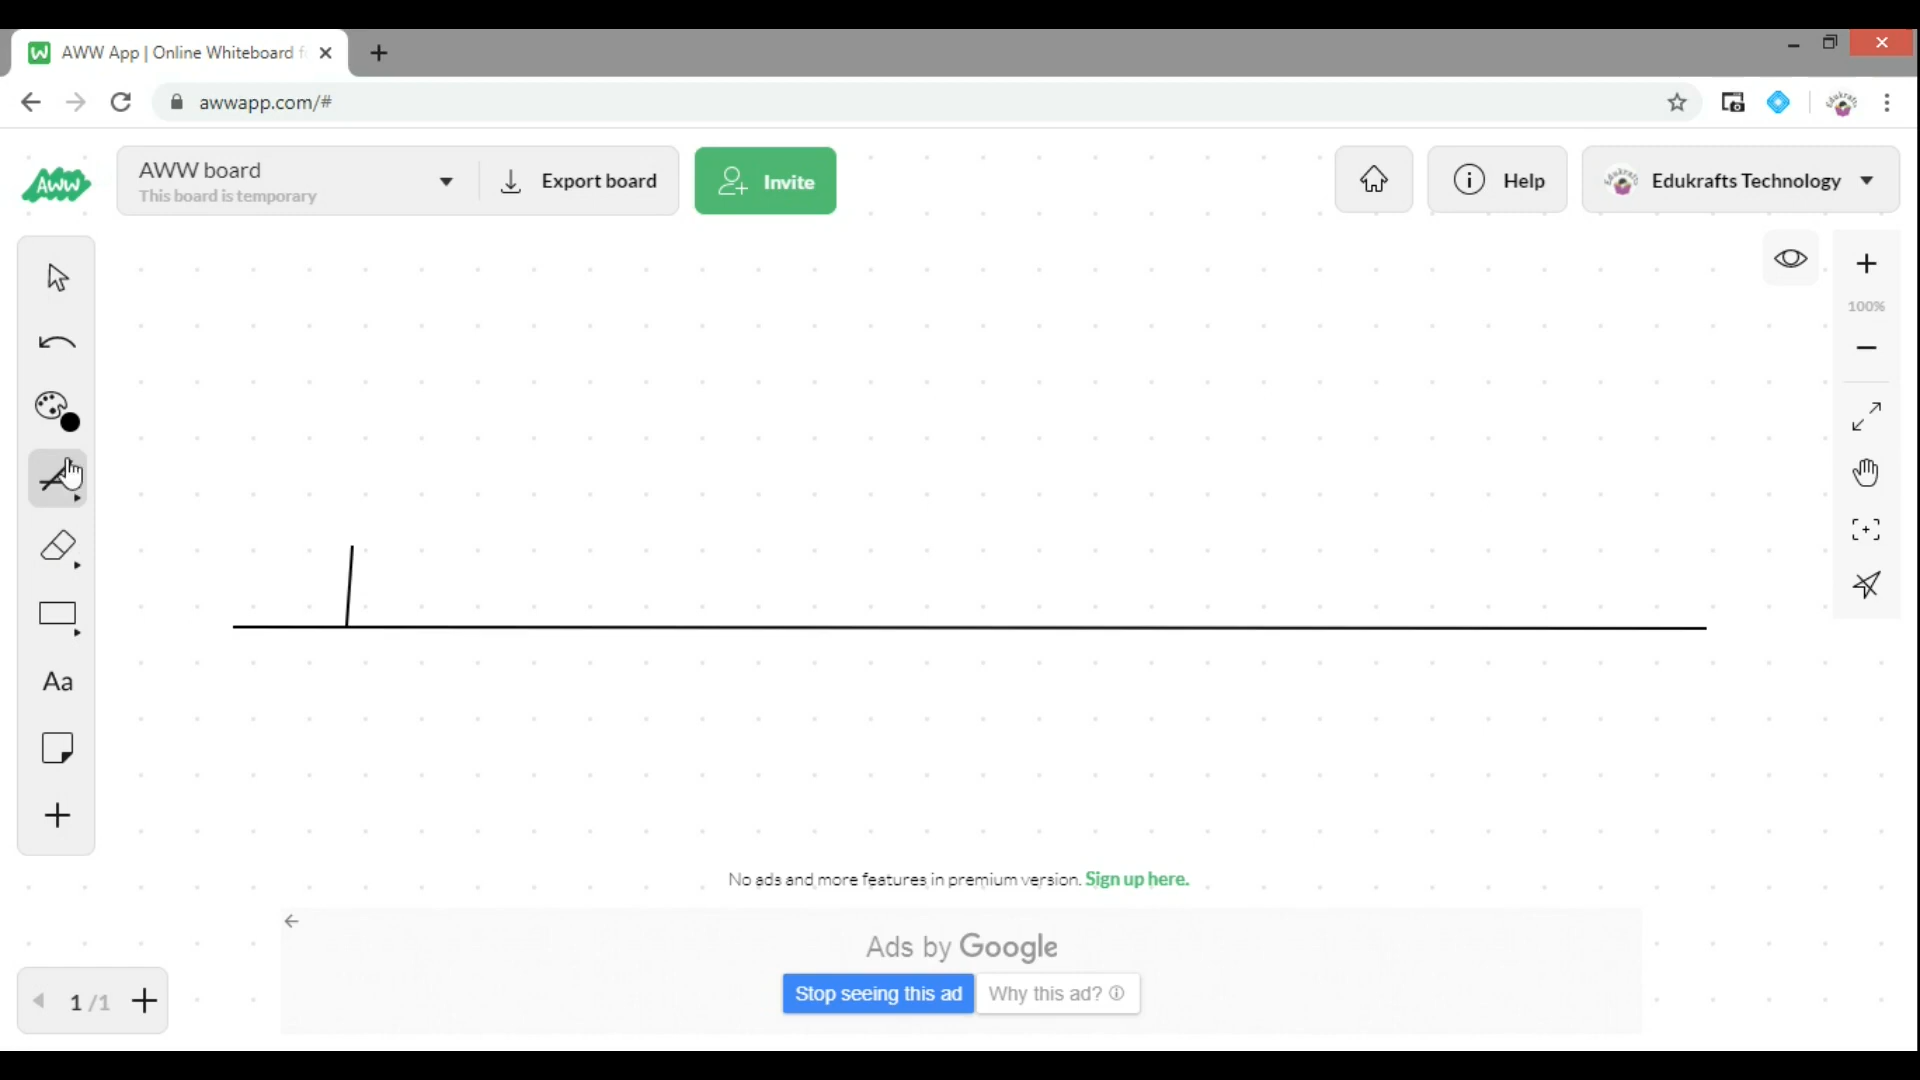 AWW App | Online Whiteboard f
awwapp.com/#
AWW
AWW board
This board is temporary
Export board
Invite
Help
Edukrafts Technology
100%
Aa
No ads and more features in premium version. Sign up here.
Ads by Google
Stop seeing this ad
Why this ad?
1 /1